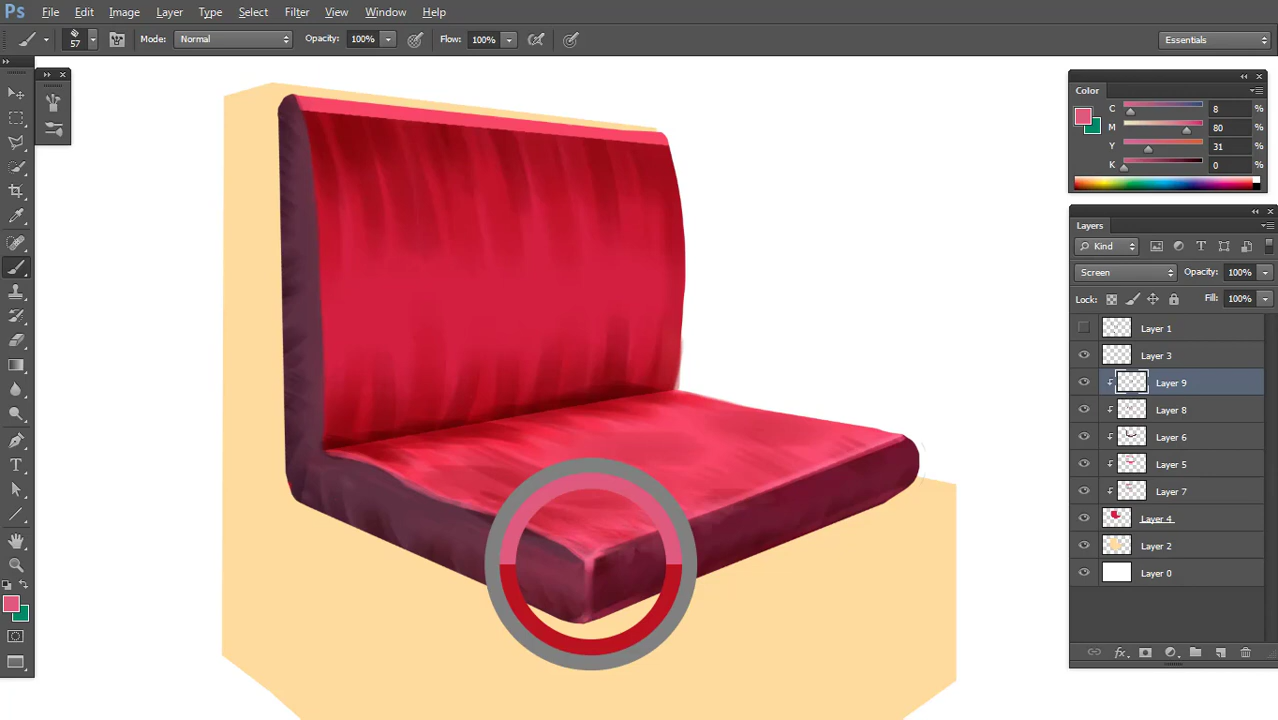 Ps File Edit Image Layer Type Select Filter View Window Help
57 Mode: Normal Opacity: 100% Flow: 100% Essentials
Color
C 8 %
M 80 %
Y 31 %
K 0 %
Layers
Kind
Screen Opacity: 100%
Lock: Fill: 100%
Layer 1
Layer 3
Layer 9
Layer 8
Layer 6
Layer 5
Layer 7
Layer 4
Layer 2
Layer 0
fx